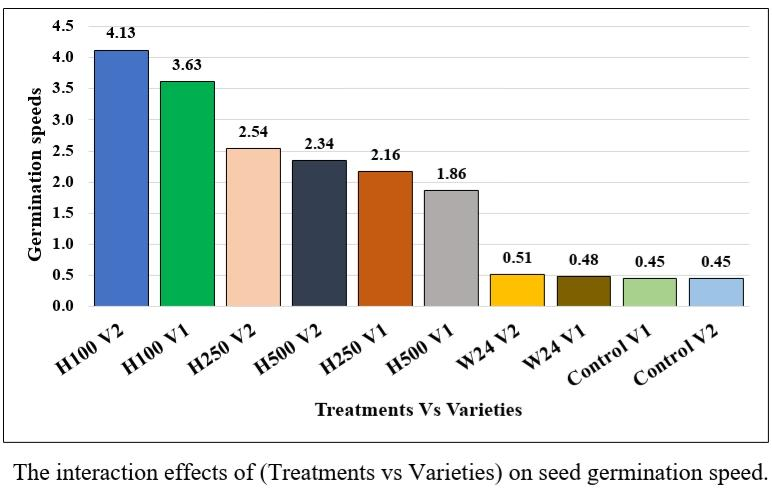 4.5
4.0
3.5
3.0
2.5
2.0
1.5
1.0
0.5
0.0
Germination speeds
4.13
3.63
2.54
2.34
2.16
1.86
0.51
0.48
0.45
0.45
H100 V2
H100 V1
H250 V2
H500 V2
H250 V1
H500 V1
W24 V2
W24 V1
Control V1
Control V2
Treatments Vs Varieties
The interaction effects of (Treatments vs Varieties) on seed germination speed.